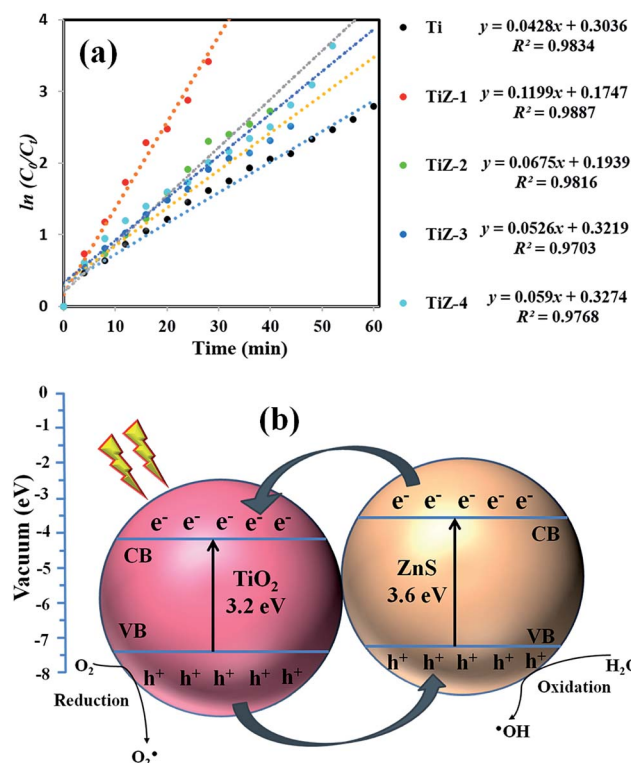 (a)
4
3
2
1
0
0
10
20
30
40
50
60
ln (C₀/Cₜ)
Time (min)
Ti y = 0.0428x + 0.3036
R² = 0.9834
TiZ-1 y = 0.1199x + 0.1747
R² = 0.9887
TiZ-2 y = 0.0675x + 0.1939
R² = 0.9816
TiZ-3 y = 0.0526x + 0.3219
R² = 0.9703
TiZ-4 y = 0.059x + 0.3274
R² = 0.9768
(b)
0
-1
-2
-3
-4
-5
-6
-7
-8
Vacuum (eV)
e⁻ e⁻ e⁻ e⁻ e⁻
CB
TiO₂
3.2 eV
VB
h⁺ h⁺ h⁺ h⁺ h⁺
e⁻ e⁻ e⁻ e⁻ e⁻
CB
ZnS
3.6 eV
VB
h⁺ h⁺ h⁺ h⁺ h⁺
O₂
Reduction
O₂•
H₂O
Oxidation
•OH